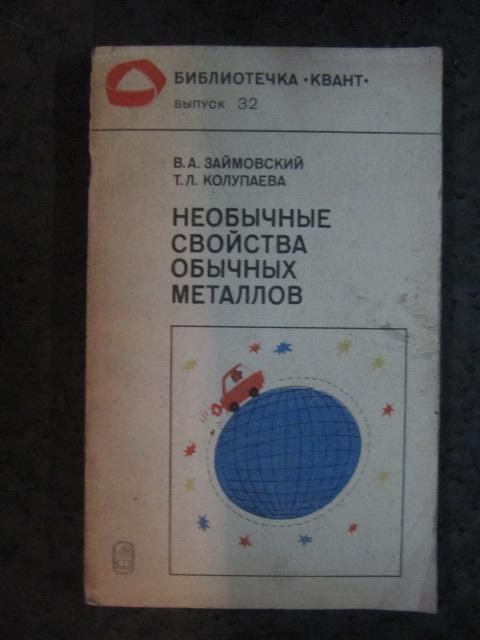 БИБЛИОТЕЧКА •КВАНТ•
ВЫПУСК 32
В. А. ЗАЙМОВСКИЙ
Т. Л. КОЛУПАЕВА
НЕОБЫЧНЫЕ
СВОЙСТВА
ОБЫЧНЫХ
МЕТАЛЛОВ